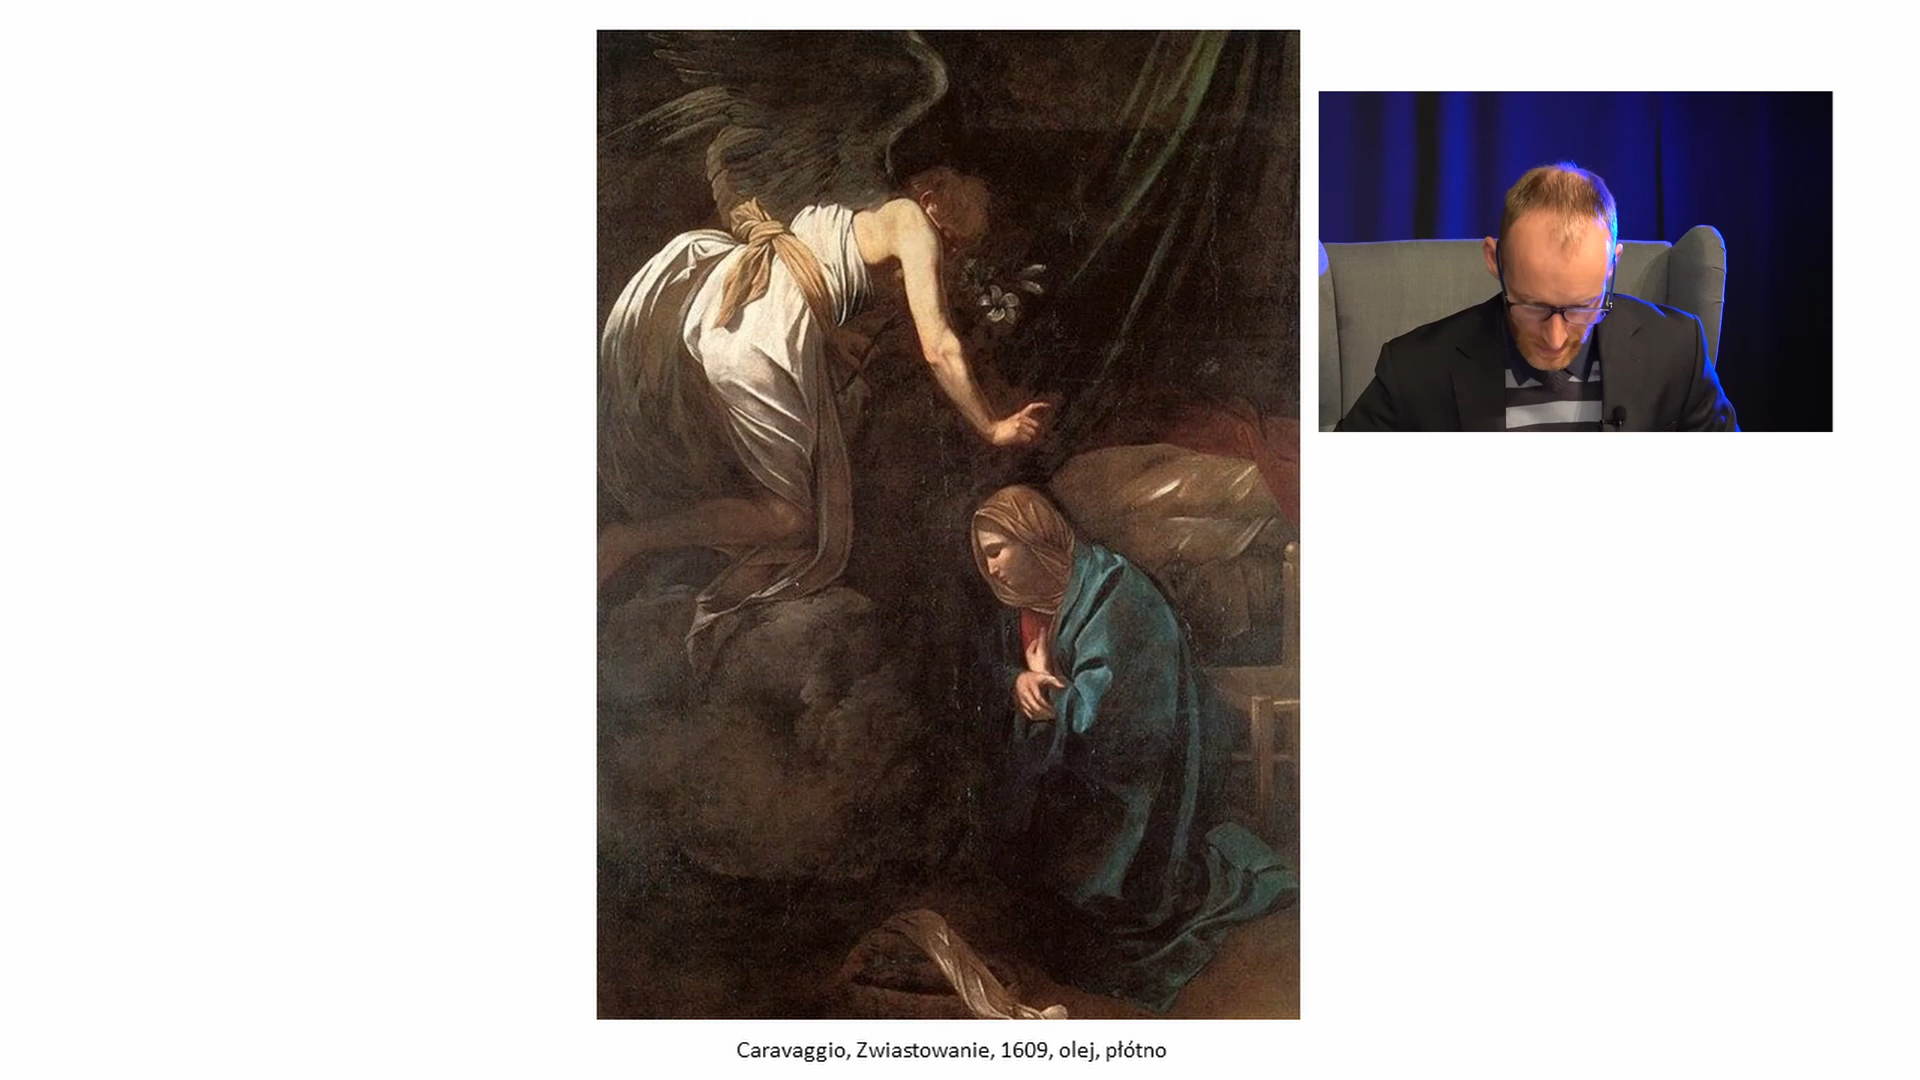 Caravaggio, Zwiastowanie, 1609, olej, płótno